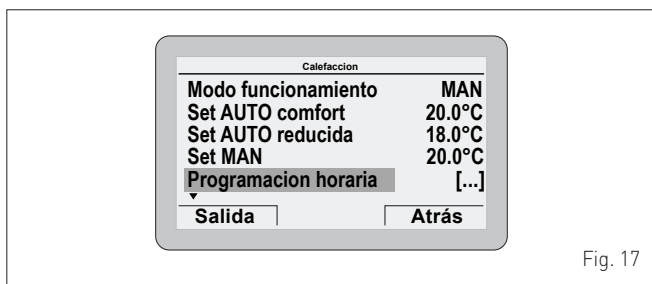 Calefaccion
Modo funcionamiento MAN
Set AUTO comfort 20.0°C
Set AUTO reducida 18.0°C
Set MAN 20.0°C
Programacion horaria [...]
Salida Atrás
Fig. 17